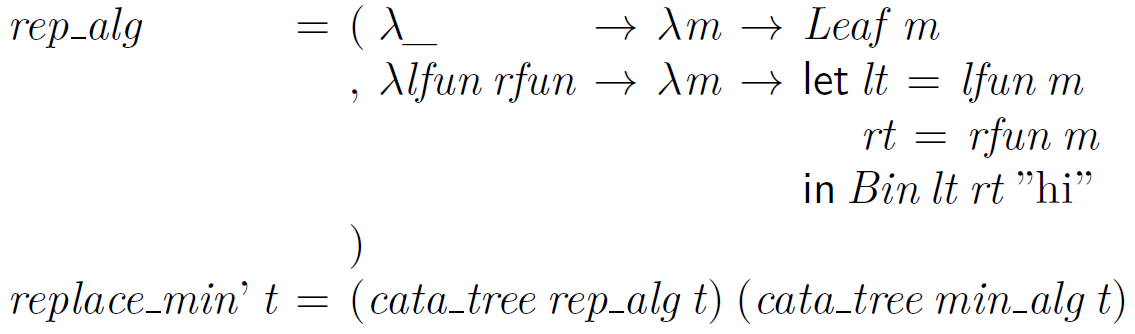 rep_alg = ( λ_ → λm → Leaf m
, λlfun rfun → λm → let lt = lfun m
rt = rfun m
in Bin lt rt ”hi”
)
replace_min’ t = (cata_tree rep_alg t) (cata_tree min_alg t)